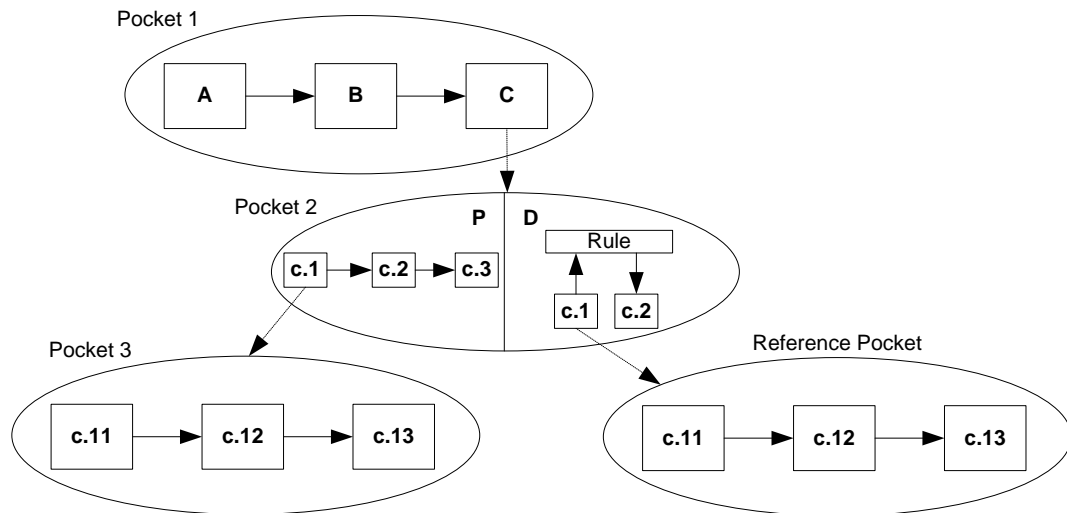 Pocket 1
A
B
C
Pocket 2
P
D
Rule
c.1
c.2
c.3
c.1
c.2
Pocket 3
Reference Pocket
c.11
c.12
c.13
c.11
c.12
c.13